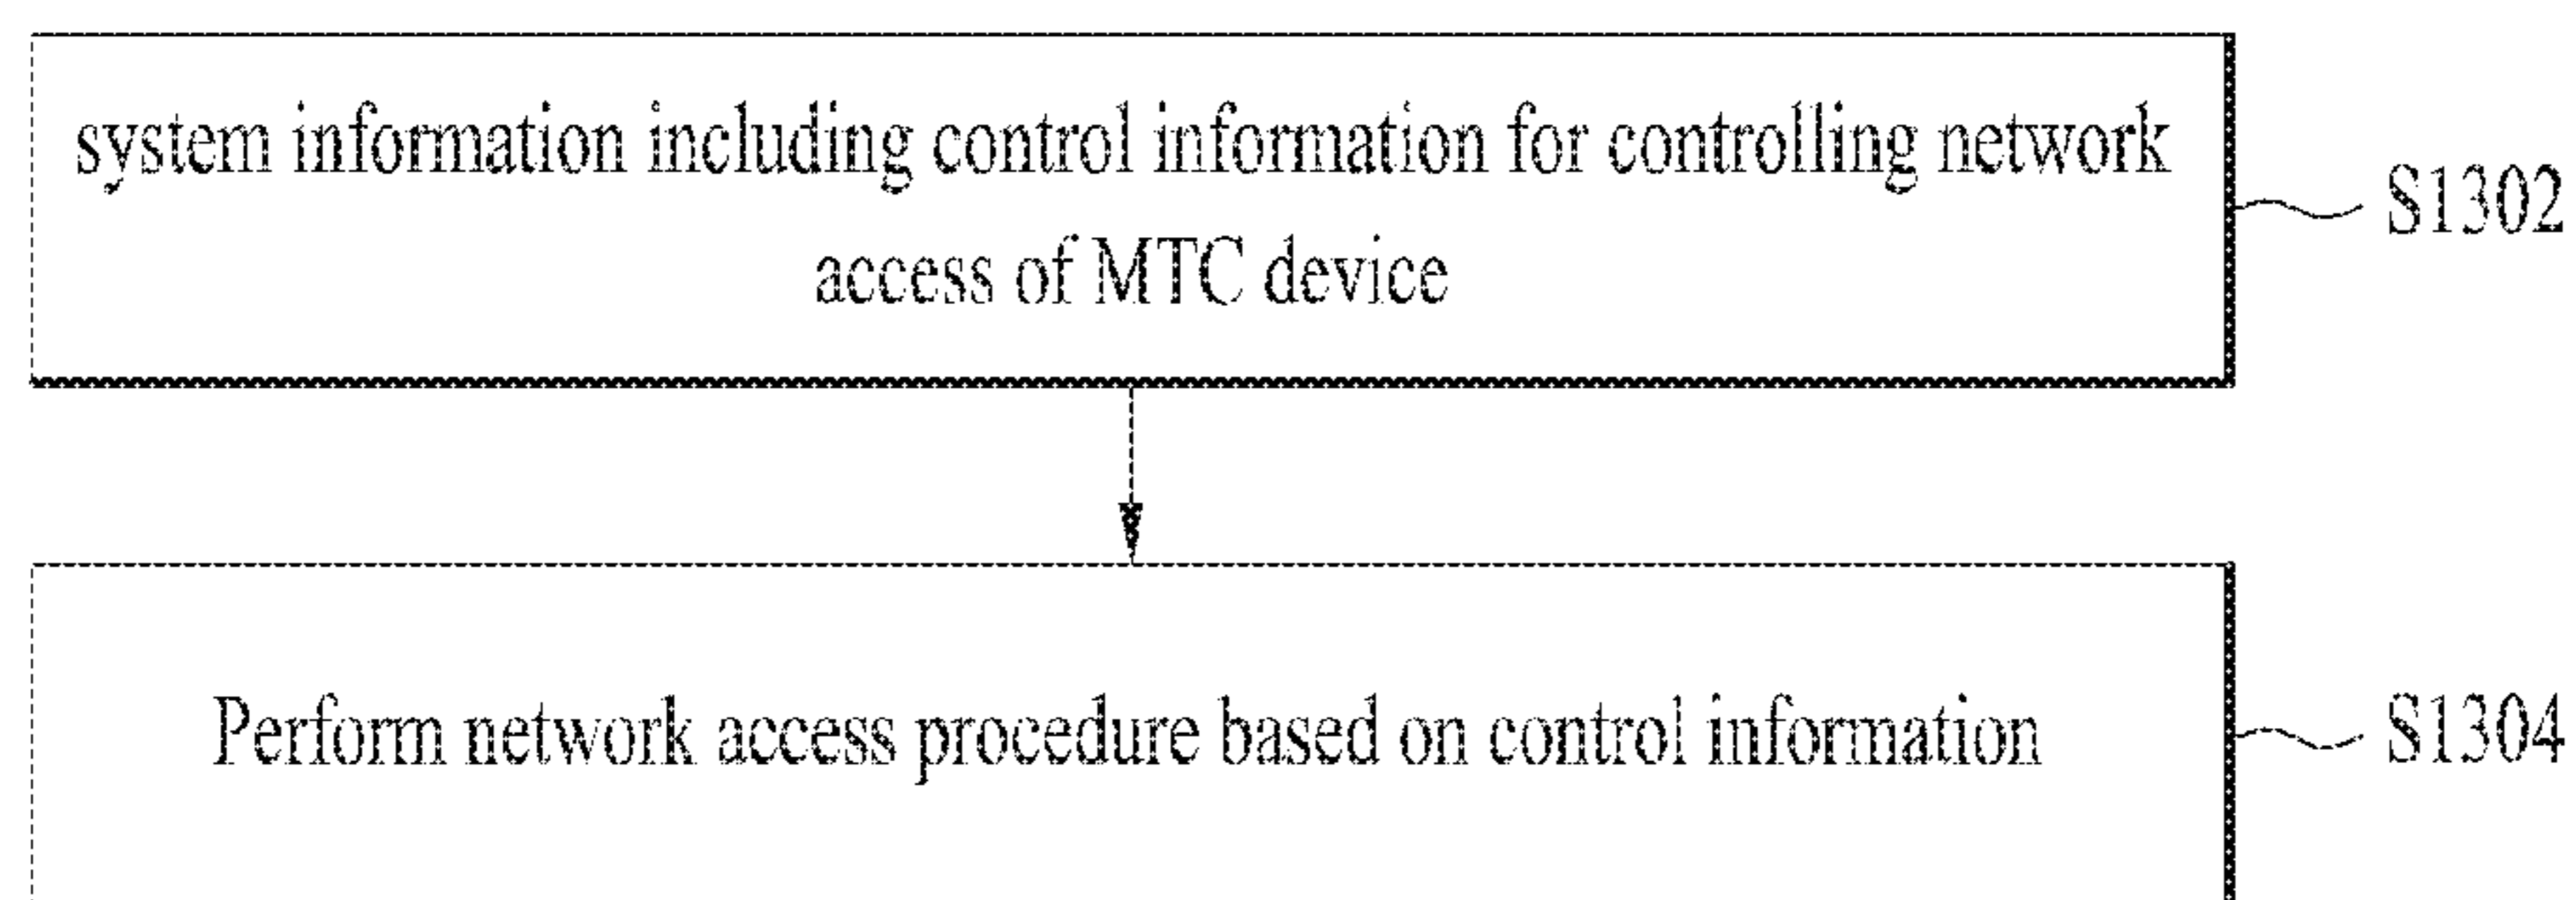 system information including control information for controlling network
access of MTC device
S1302
Perform network access procedure based on control information
S1304